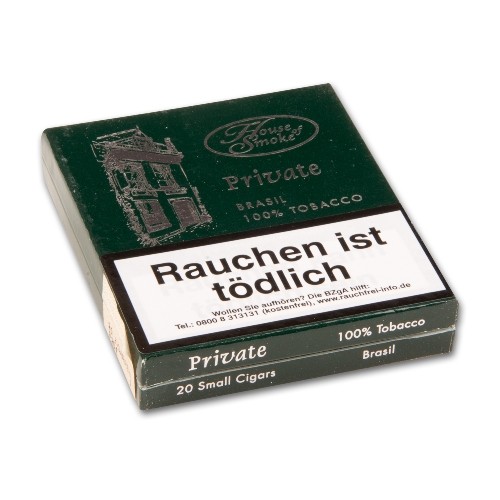 House of
Smoke
Private
BRASIL
100% TOBACCO
Rauchen ist
tödlich
Wollen Sie aufhören? Die BZgA hilft:
Tel.: 0800 8 313131 (kostenfrei), www.rauchfrei-info.de
Private
100% Tobacco
20 Small Cigars
Brasil